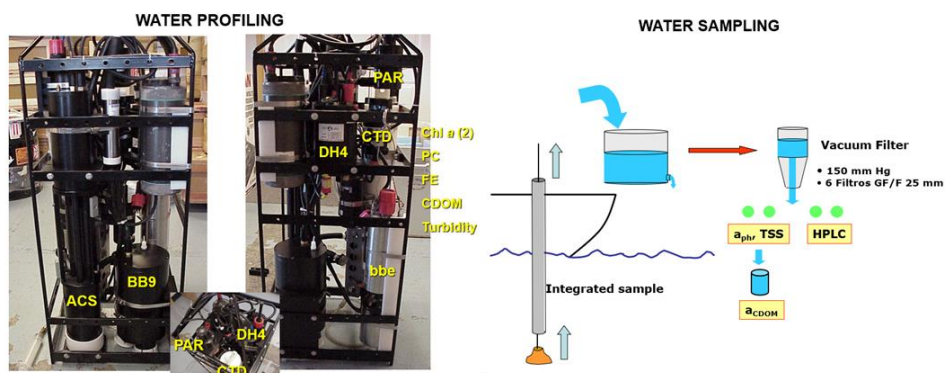 WATER PROFILING
PAR
CTD
DH4
Chl a (2)
PC
FE
CDOM
Turbidity
bbe
ACS
BB9
PAR
DH4
CTD
WATER SAMPLING
Vacuum Filter
• 150 mm Hg
• 6 Filtros GF/F 25 mm
aph, TSS
HPLC
Integrated sample
aCDOM